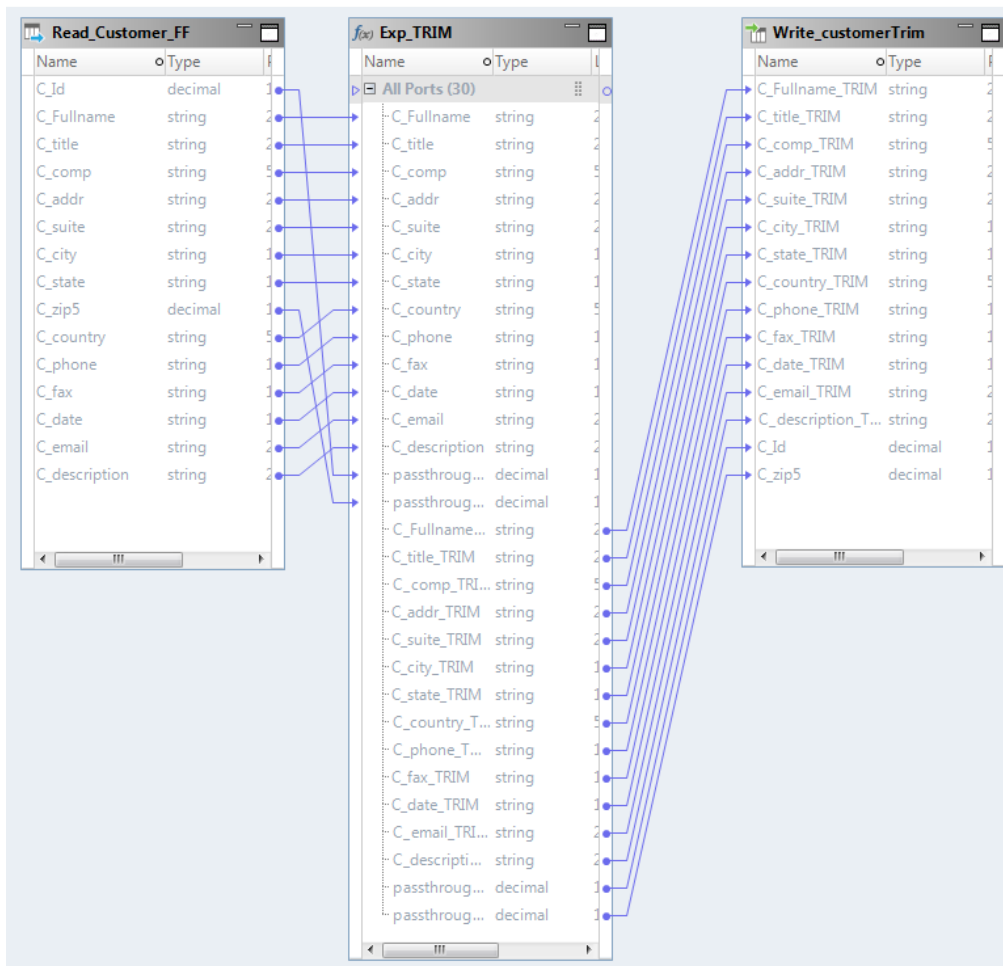 Read_Customer_FF
Name Type
C_Id decimal
C_Fullname string
C_title string
C_comp string
C_addr string
C_suite string
C_city string
C_state string
C_zip5 decimal
C_country string
C_phone string
C_fax string
C_date string
C_email string
C_description string
f(x) Exp_TRIM
Name Type
All Ports (30)
C_Fullname string
C_title string
C_comp string
C_addr string
C_suite string
C_city string
C_state string
C_country string
C_phone string
C_fax string
C_date string
C_email string
C_description string
passthroug... decimal
passthroug... decimal
C_Fullname... string
C_title_TRIM string
C_comp_TRI... string
C_addr_TRIM string
C_suite_TRIM string
C_city_TRIM string
C_state_TRIM string
C_country_T... string
C_phone_T... string
C_fax_TRIM string
C_date_TRIM string
C_email_TRI... string
C_descripti... string
passthroug... decimal
passthroug... decimal
Write_customerTrim
Name Type
C_Fullname_TRIM string
C_title_TRIM string
C_comp_TRIM string
C_addr_TRIM string
C_suite_TRIM string
C_city_TRIM string
C_state_TRIM string
C_country_TRIM string
C_phone_TRIM string
C_fax_TRIM string
C_date_TRIM string
C_email_TRIM string
C_description_T... string
C_Id decimal
C_zip5 decimal